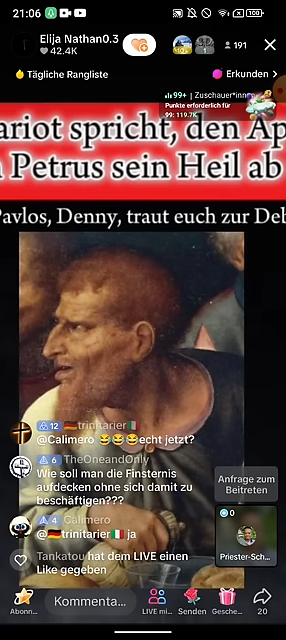 21:06
100
Elija Nathan0.3
42.4K
191
Tägliche Rangliste
Erkunden >
99+ | Zuschauer*innen
Punkte erforderlich für
99: 119.7K
ariot spricht, den Ap
n Petrus sein Heil ab
Pavlos, Denny, traut euch zur Deb
12 trinitarier
@Calimero 😂😂😂echt jetzt?
6 TheOneandOnly
Wie soll man die Finsternis
aufdecken ohne sich damit zu
beschäftigen???
4 Calimero
@🇩🇪trinitarier 🇮🇹 ja
Tankatou hat dem LIVE einen
Like gegeben
Anfrage zum
Beitreten
0
Priester-Sch...
Abonn...
Kommenta...
LIVE mi...
Senden
Gesche...
20